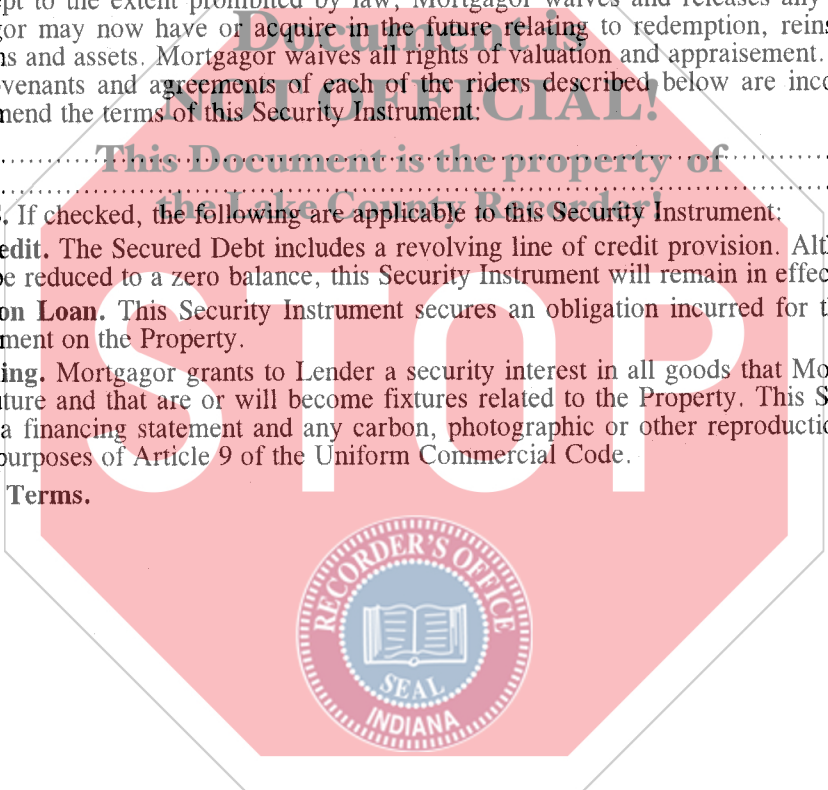 ept to the extent prohibited by law, Mortgagor waives and releases any
gor may now have or acquire in the future relating to redemption, reins
ns and assets. Mortgagor waives all rights of valuation and appraisement.
venants and agreements of each of the riders described below are inco
mend the terms of this Security Instrument:
Document is
NOT OFFICIAL!
This Document is the property of
the Lake County Recorder!
. If checked, the following are applicable to this Security Instrument:
edit. The Secured Debt includes a revolving line of credit provision. Alt
be reduced to a zero balance, this Security Instrument will remain in effec
on Loan. This Security Instrument secures an obligation incurred for t
ment on the Property.
ing. Mortgagor grants to Lender a security interest in all goods that Mo
uture and that are or will become fixtures related to the Property. This S
a financing statement and any carbon, photographic or other reproductio
purposes of Article 9 of the Uniform Commercial Code.
Terms.
STOP
RECORDER'S OFFICE
SEAL
INDIANA